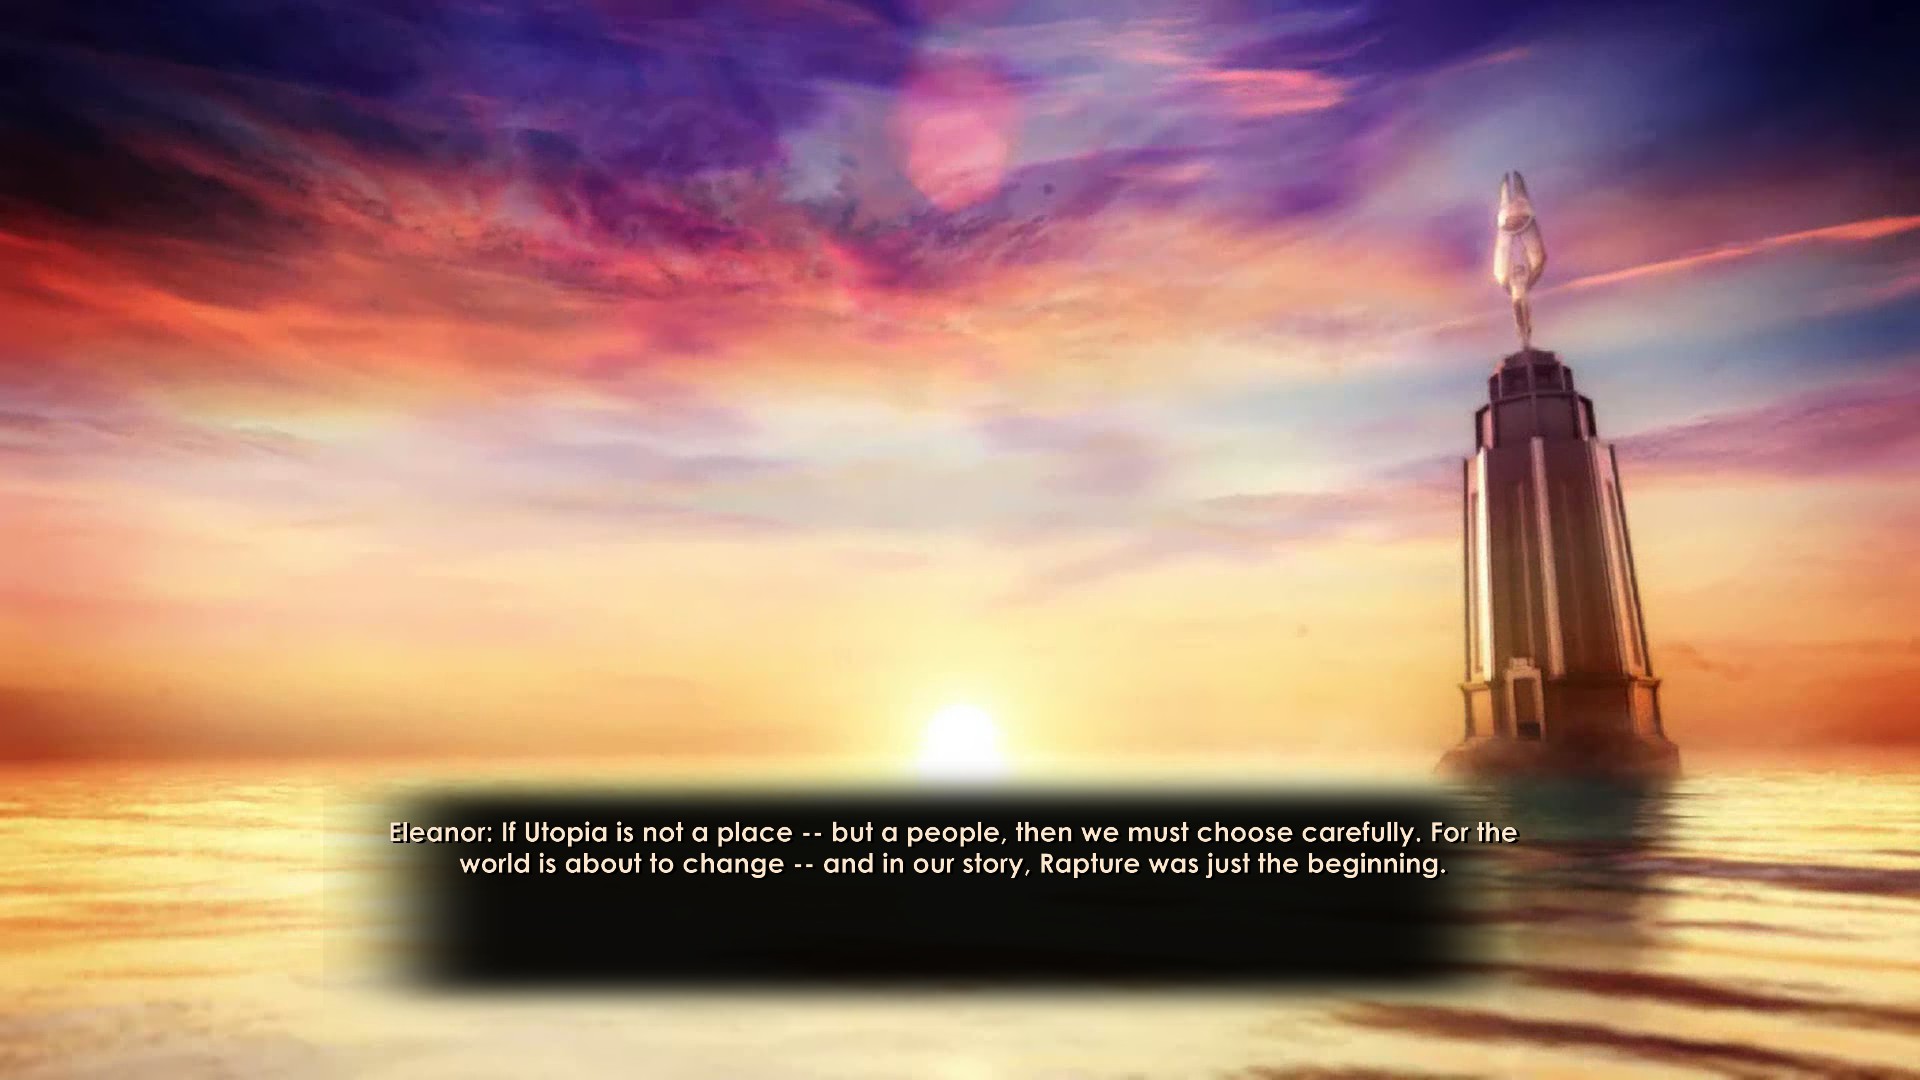 Eleanor: If Utopia is not a place -- but a people, then we must choose carefully. For the
world is about to change -- and in our story, Rapture was just the beginning.